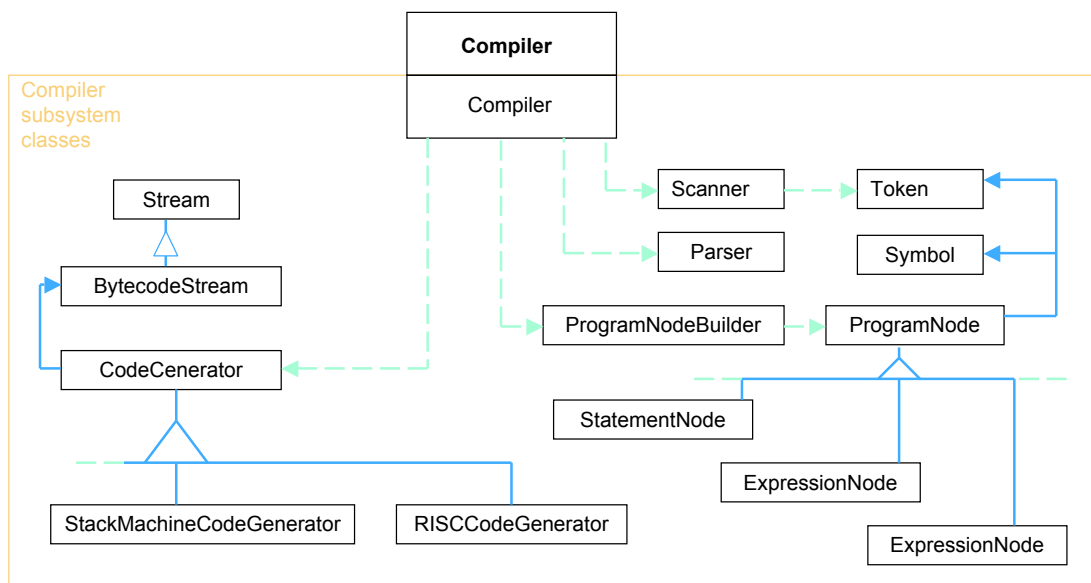 Compiler
Compiler
subsystem
classes
Compiler
Stream
Scanner
Token
BytecodeStream
Parser
Symbol
ProgramNodeBuilder
ProgramNode
CodeCenerator
StatementNode
ExpressionNode
StackMachineCodeGenerator
RISCCodeGenerator
ExpressionNode